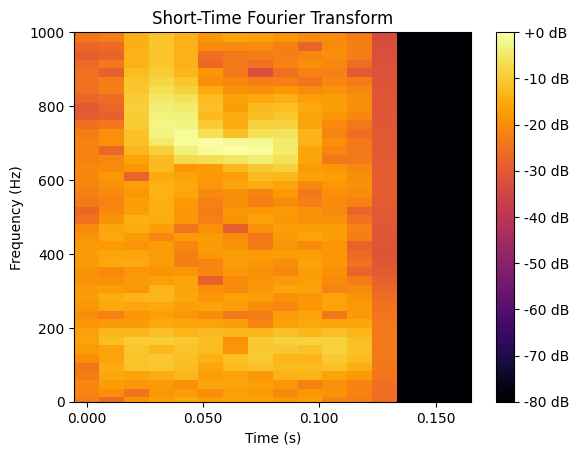 Short-Time Fourier Transform
1000
800
600
400
200
0
Frequency (Hz)
0.000
0.050
0.100
0.150
Time (s)
+0 dB
-10 dB
-20 dB
-30 dB
-40 dB
-50 dB
-60 dB
-70 dB
-80 dB